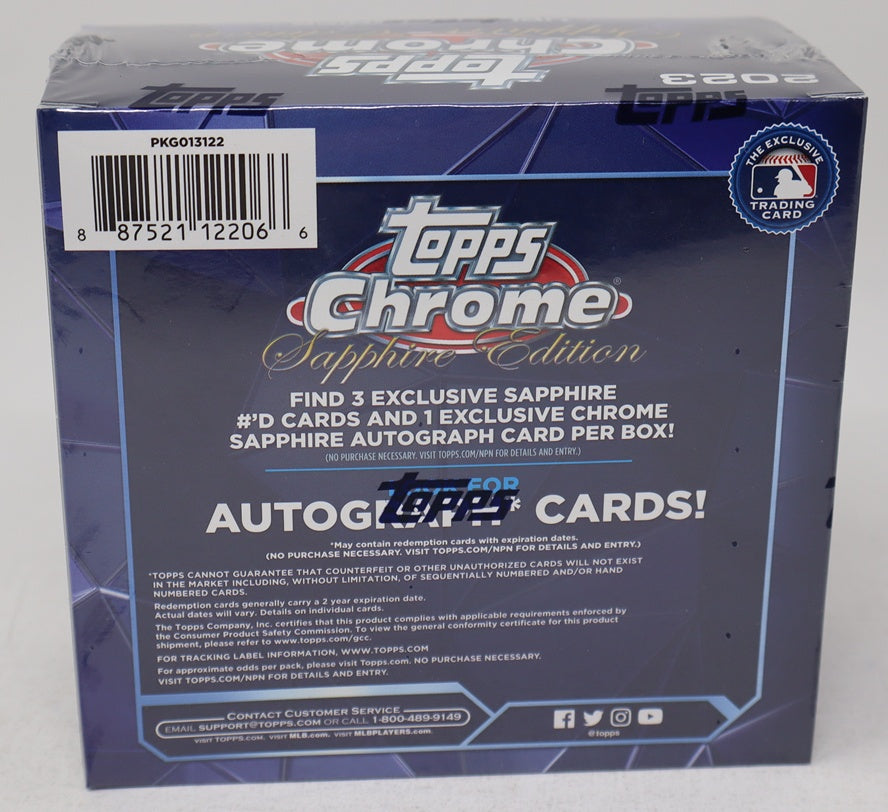 Topps
Chrome
Sapphire Edition
2023
Topps
Topps
PKG013122
8 87521 12206 6
THE EXCLUSIVE
TRADING
CARD
Topps
Chrome®
Sapphire Edition
FIND 3 EXCLUSIVE SAPPHIRE
#'D CARDS AND 1 EXCLUSIVE CHROME
SAPPHIRE AUTOGRAPH CARD PER BOX!
(NO PURCHASE NECESSARY. VISIT TOPPS.COM/NPN FOR DETAILS AND ENTRY.)
FOR
Topps
AUTOGRAPH* CARDS!
*May contain redemption cards with expiration dates.
(NO PURCHASE NECESSARY. VISIT TOPPS.COM/NPN FOR DETAILS AND ENTRY.)
*TOPPS CANNOT GUARANTEE THAT COUNTERFEIT OR OTHER UNAUTHORIZED CARDS WILL NOT EXIST
IN THE MARKET INCLUDING, WITHOUT LIMITATION, OF SEQUENTIALLY NUMBERED AND/OR HAND
NUMBERED CARDS.
Redemption cards generally carry a 2 year expiration date.
Actual dates will vary. Details on individual cards.
The Topps Company, Inc. certifies that this product complies with applicable requirements enforced by
the Consumer Product Safety Commission. To view the general conformity certificate for this product
shipment, please refer to www.topps.com/gcc.
FOR TRACKING LABEL INFORMATION, WWW.TOPPS.COM
For approximate odds per pack, please visit Topps.com. NO PURCHASE NECESSARY.
VISIT TOPPS.COM/NPN FOR DETAILS AND ENTRY.
CONTACT CUSTOMER SERVICE
EMAIL SUPPORT@TOPPS.COM OR CALL 1-800-489-9149
VISIT TOPPS.COM. VISIT MLB.com. VISIT MLBPLAYERS.com.
@topps